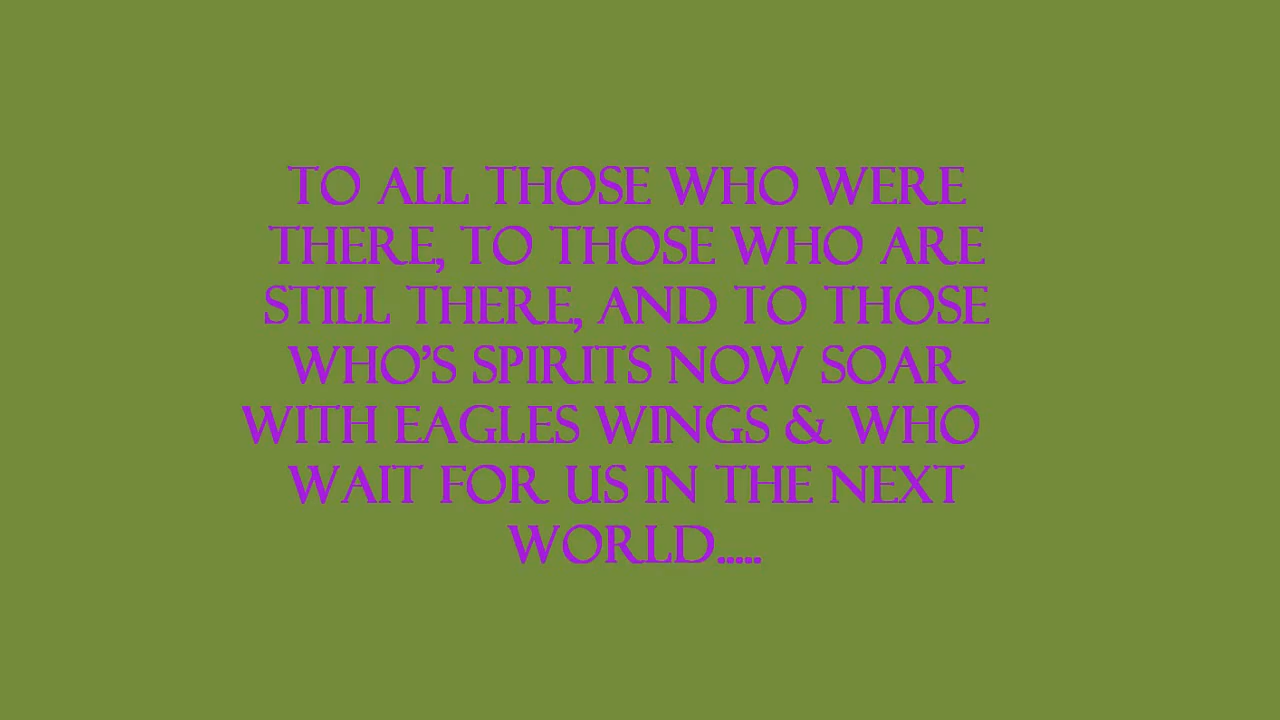 TO ALL THOSE WHO WERE
THERE, TO THOSE WHO ARE
STILL THERE, AND TO THOSE
WHO'S SPIRITS NOW SOAR
WITH EAGLES WINGS & WHO
WAIT FOR US IN THE NEXT
WORLD.....